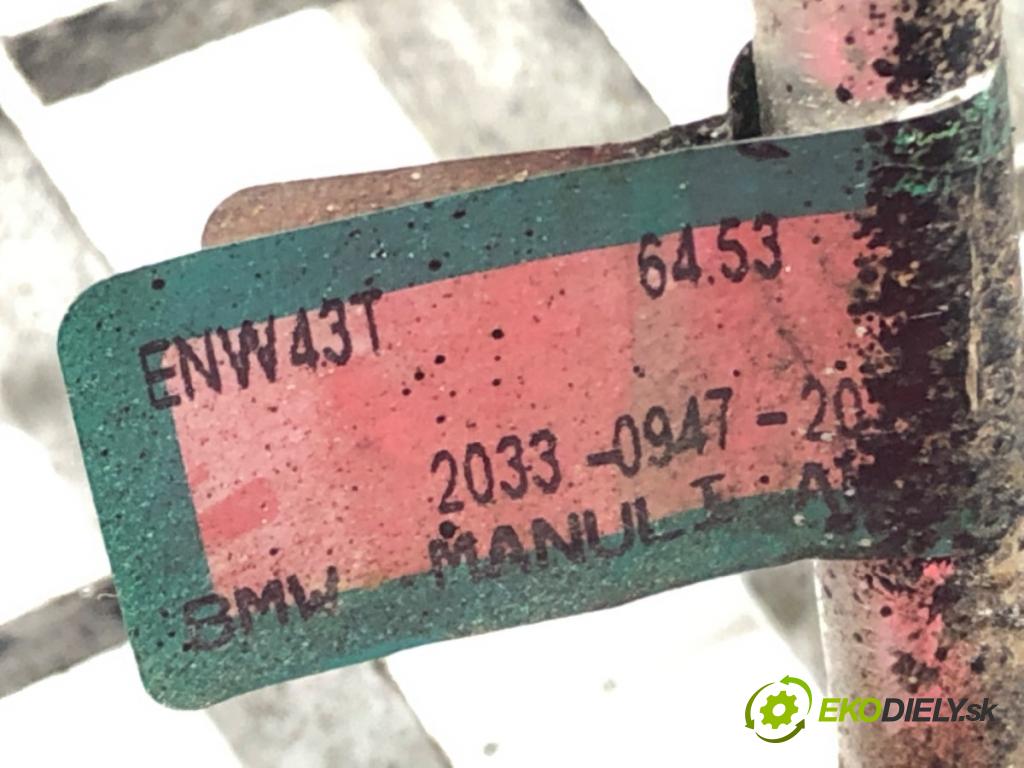 ENW43T 64.53
2033-0947-20
BMW MANULI
EKODIELY.sk